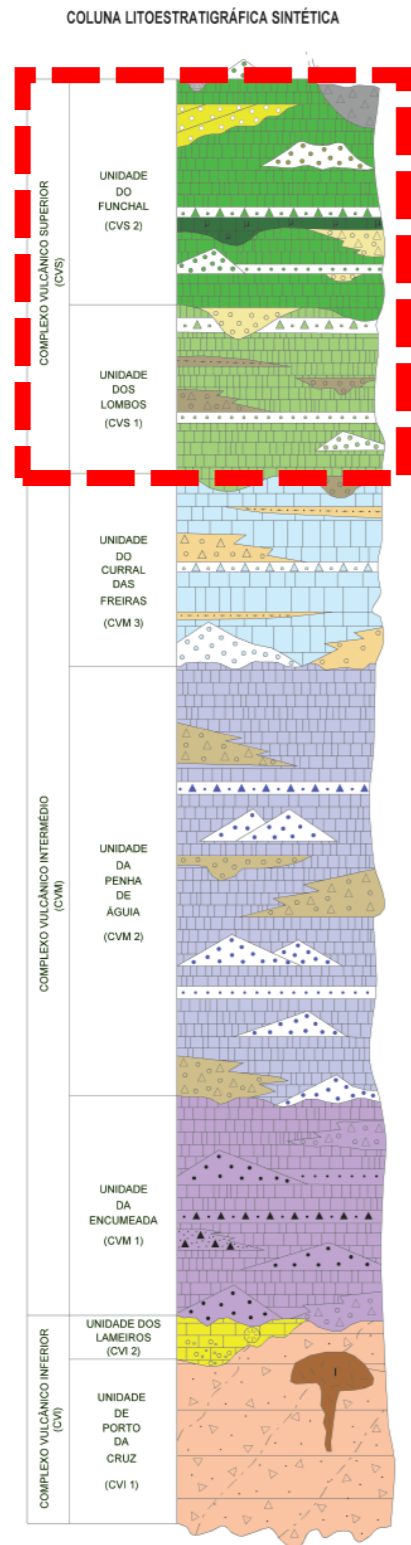 COLUNA LITOESTRATIGRÁFICA SINTÉTICA
COMPLEXO VULCÂNICO SUPERIOR
(CVS)
UNIDADE
DO
FUNCHAL
(CVS 2)
UNIDADE
DOS
LOMBOS
(CVS 1)
COMPLEXO VULCÂNICO INTERMÉDIO
(CVM)
UNIDADE
DO
CURRAL
DAS
FREIRAS
(CVM 3)
UNIDADE
DA
PENHA
DE
ÁGUIA
(CVM 2)
UNIDADE
DA
ENCUMEADA
(CVM 1)
COMPLEXO VULCÂNICO INFERIOR
(CVI)
UNIDADE DOS
LAMEIROS
(CVI 2)
UNIDADE
DE
PORTO
DA
CRUZ
(CVI 1)
I